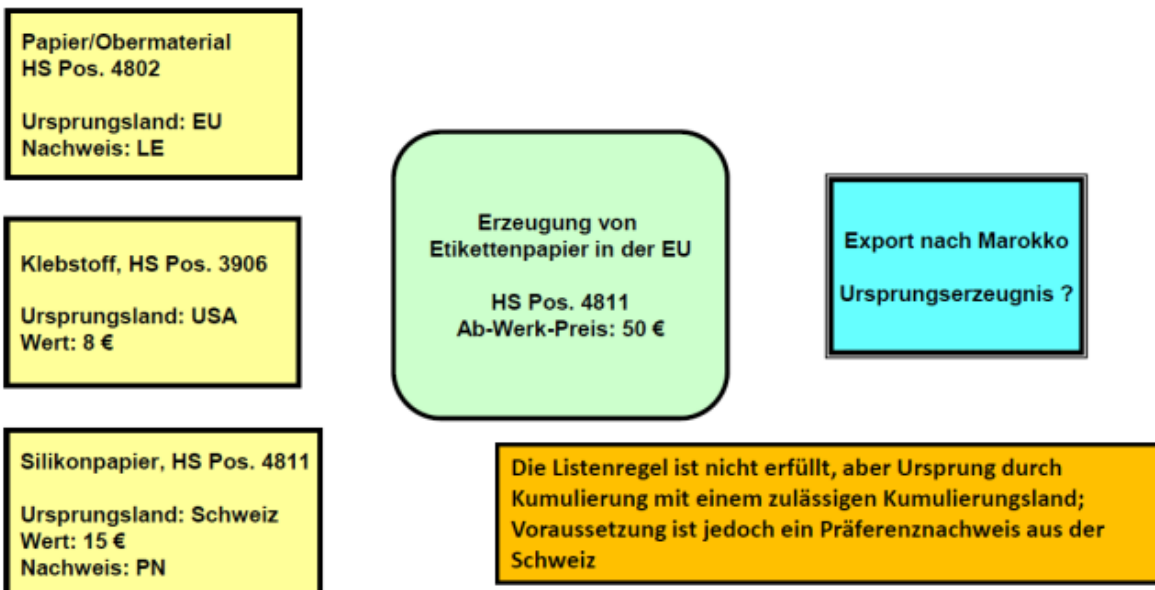 Papier/Obermaterial
HS Pos. 4802
Ursprungsland: EU
Nachweis: LE
Klebstoff, HS Pos. 3906
Ursprungsland: USA
Wert: 8 €
Silikonpapier, HS Pos. 4811
Ursprungsland: Schweiz
Wert: 15 €
Nachweis: PN
Erzeugung von
Etikettenpapier in der EU
HS Pos. 4811
Ab-Werk-Preis: 50 €
Export nach Marokko
Ursprungserzeugnis ?
Die Listenregel ist nicht erfüllt, aber Ursprung durch
Kumulierung mit einem zulässigen Kumulierungsland;
Voraussetzung ist jedoch ein Präferenznachweis aus der
Schweiz